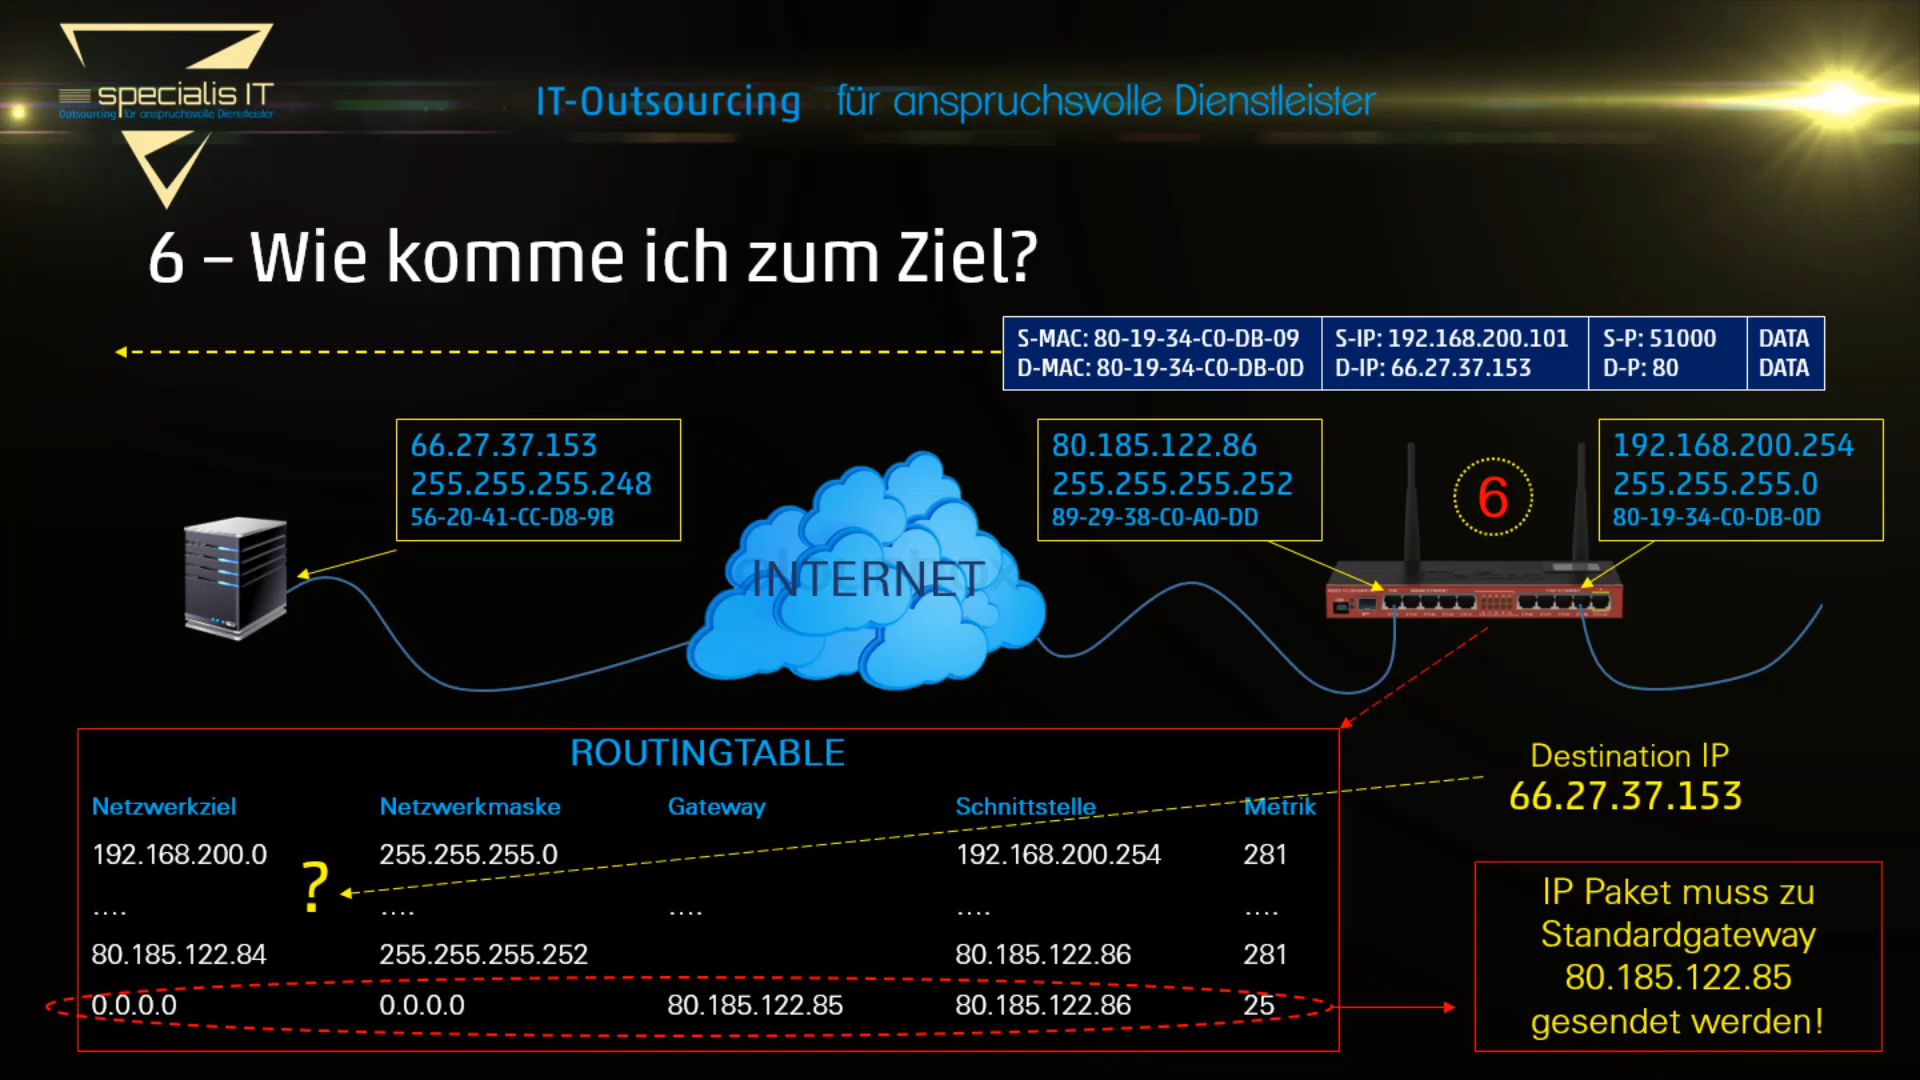 specialis IT
Outsourcing für anspruchsvolle Dienstleister
IT-Outsourcing für anspruchsvolle Dienstleister
6 – Wie komme ich zum Ziel?
S-MAC: 80-19-34-C0-DB-09 S-IP: 192.168.200.101 S-P: 51000 DATA
D-MAC: 80-19-34-C0-DB-0D D-IP: 66.27.37.153 D-P: 80 DATA
66.27.37.153
255.255.255.248
56-20-41-CC-D8-9B
INTERNET
80.185.122.86
255.255.255.252
89-29-38-C0-A0-DD
6
192.168.200.254
255.255.255.0
80-19-34-C0-DB-0D
ROUTINGTABLE
Netzwerkziel Netzwerkmaske Gateway Schnittstelle Metrik
192.168.200.0 255.255.255.0 192.168.200.254 281
?
.... .... .... .... ....
80.185.122.84 255.255.255.252 80.185.122.86 281
0.0.0.0 0.0.0.0 80.185.122.85 80.185.122.86 25
Destination IP
66.27.37.153
IP Paket muss zu
Standardgateway
80.185.122.85
gesendet werden!